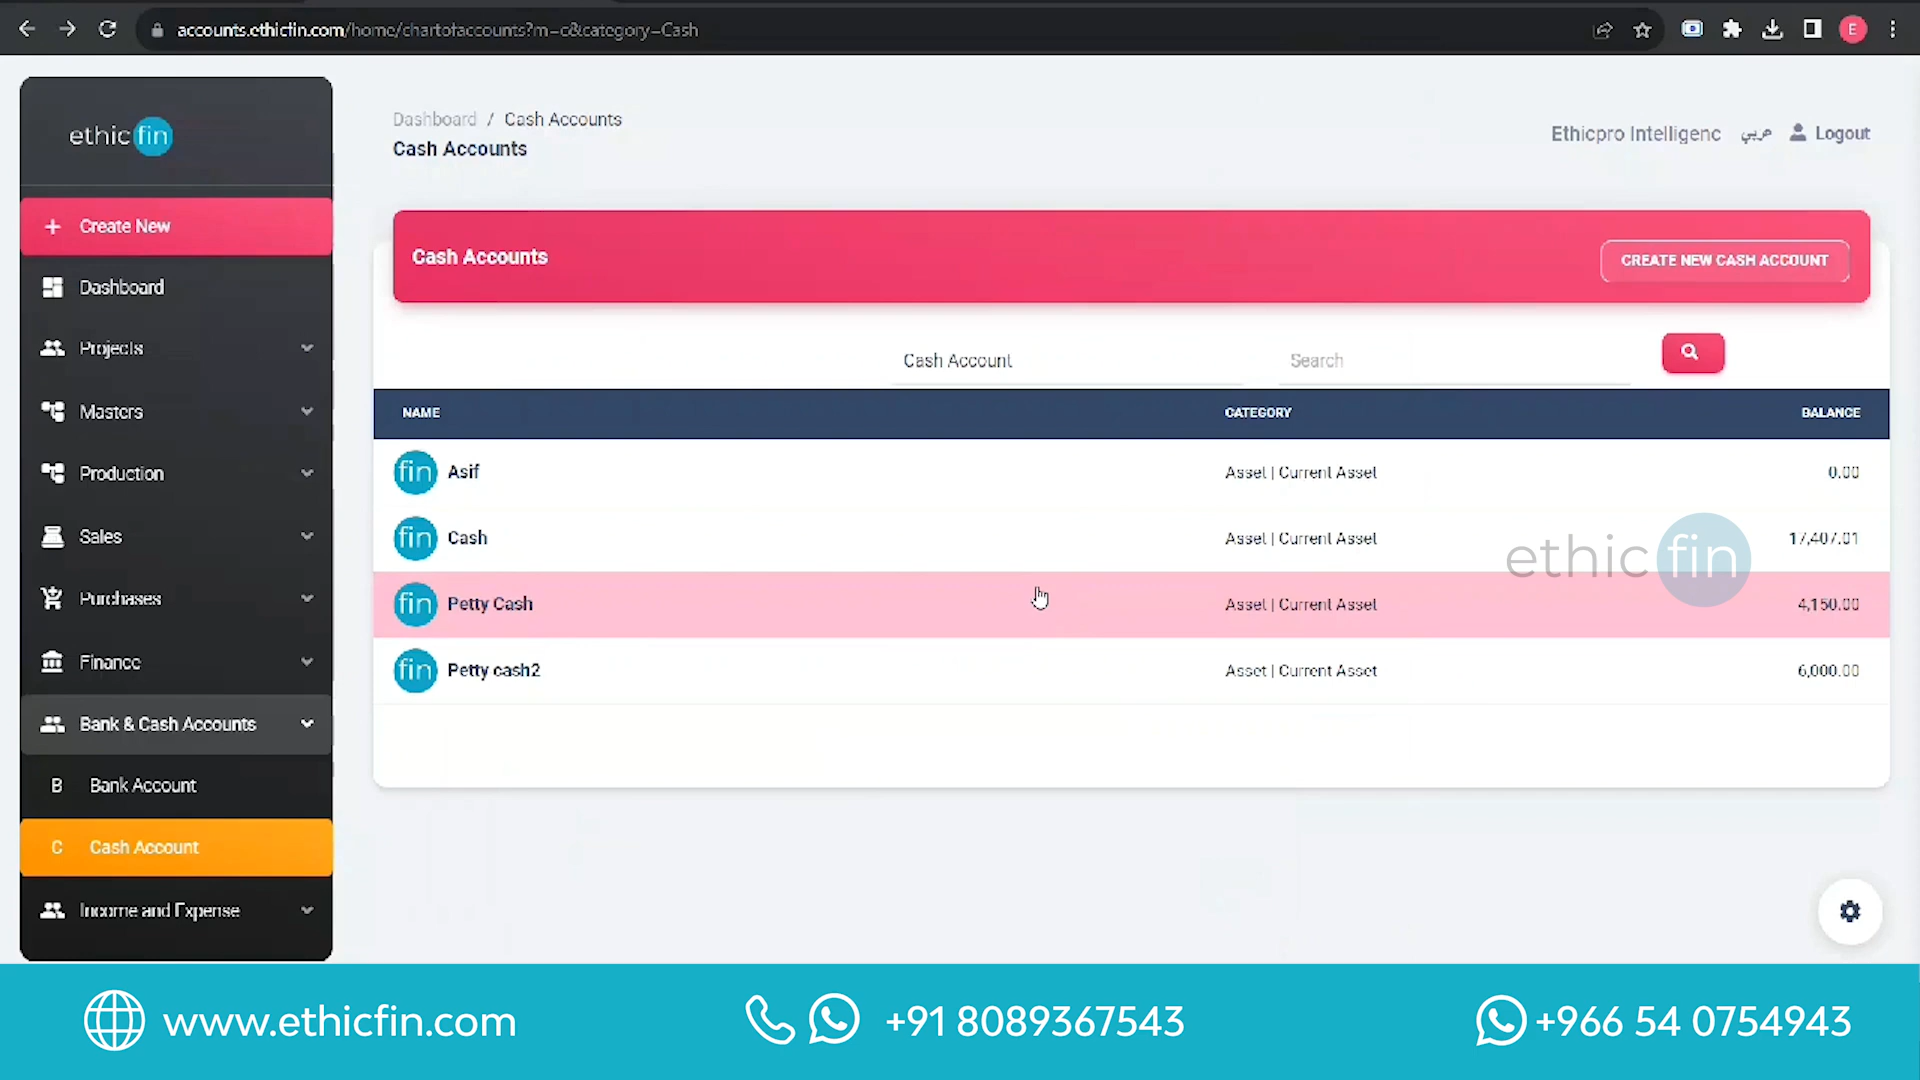 accounts.ethicfin.com/home/chartofaccounts?m=c&category=Cash
E
ethic fin
Dashboard / Cash Accounts
Cash Accounts
Ethicpro Intelligenc عربي Logout
+ Create New
Dashboard
Projects
Masters
Production
Sales
Purchases
Finance
Bank & Cash Accounts
B Bank Account
C Cash Account
Income and Expense
Cash Accounts
CREATE NEW CASH ACCOUNT
Cash Account Search
NAME CATEGORY BALANCE
fin Asif Asset | Current Asset 0.00
fin Cash Asset | Current Asset 17,407.01
fin Petty Cash Asset | Current Asset 4,150.00
fin Petty cash2 Asset | Current Asset 6,000.00
ethic fin
www.ethicfin.com +91 8089367543 +966 54 0754943